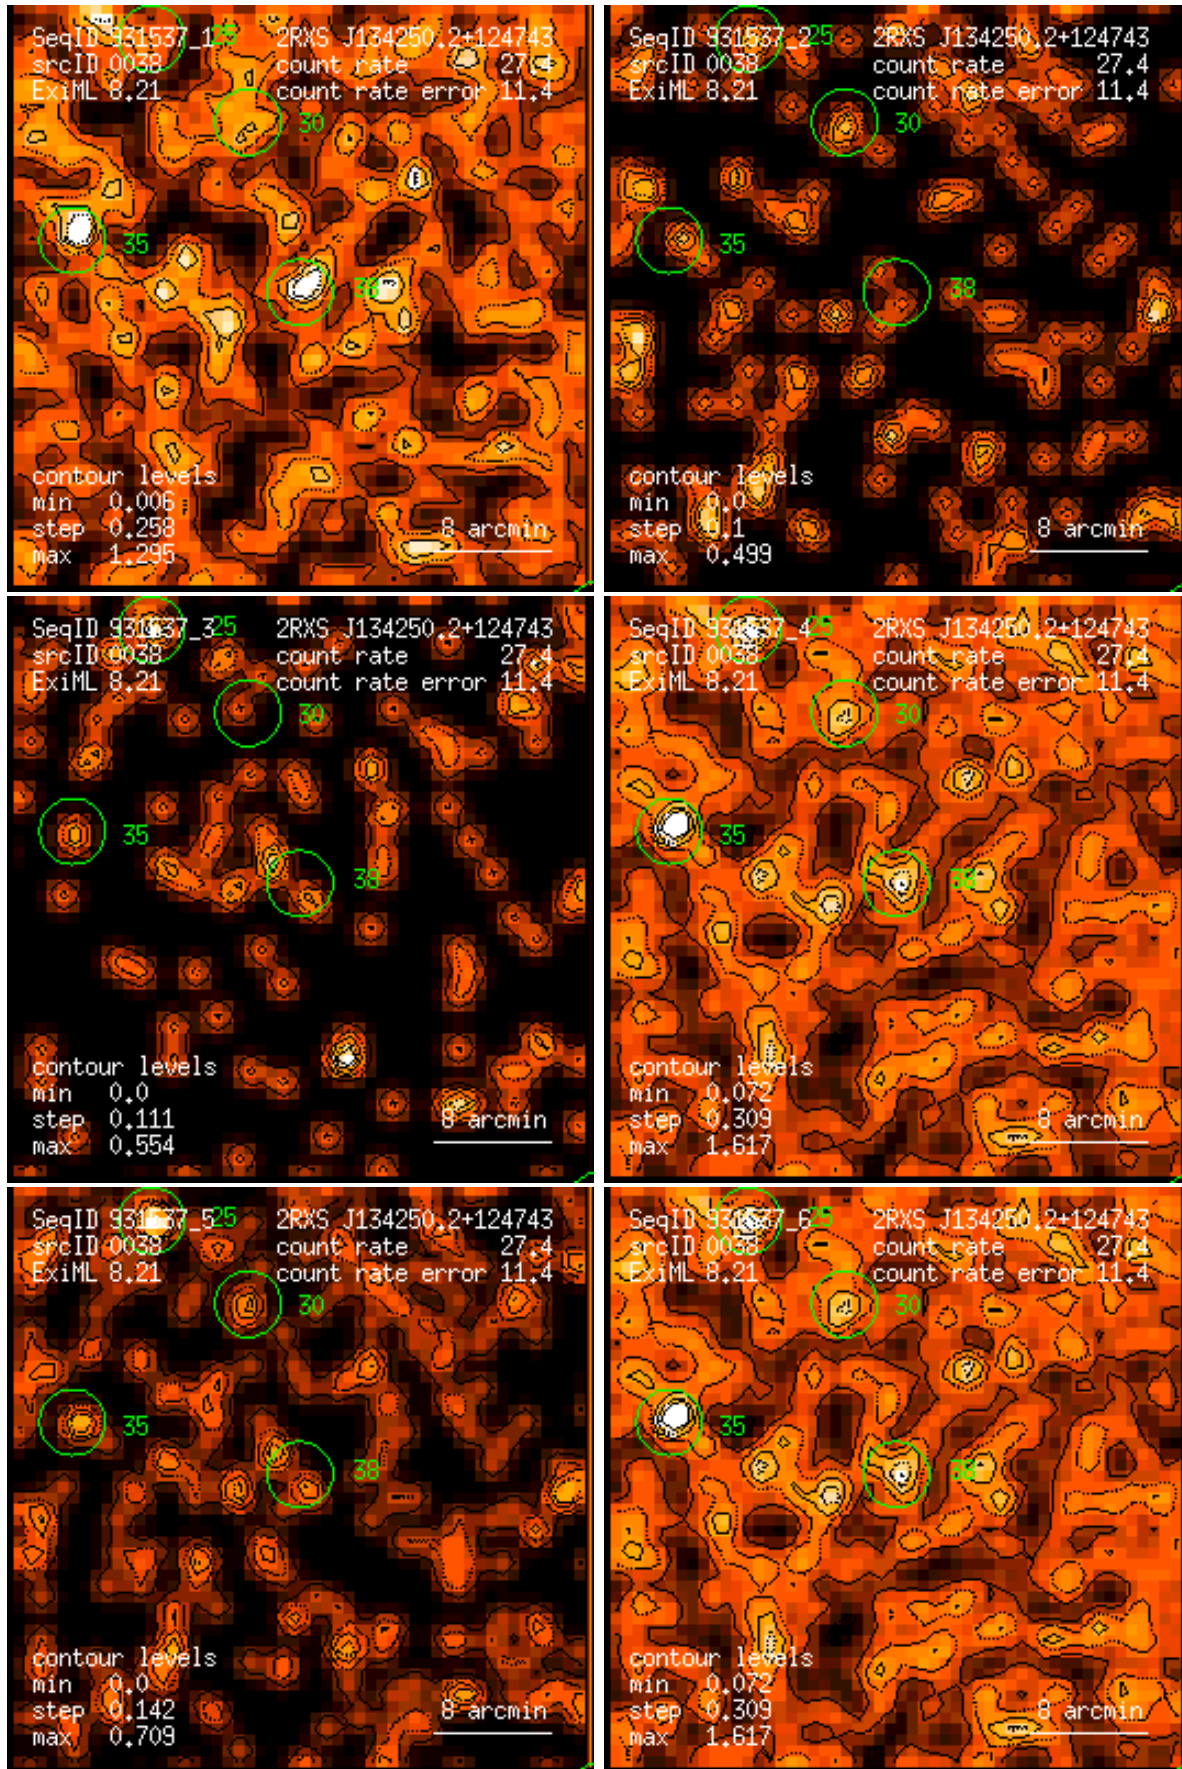 SeqID 931537_1 25 2RXS J134250.2+124743
srcID 0038 count rate 27.4
ExiML 8.21 count rate error 11.4
30
35
38
contour levels
min 0.006
step 0.258 8 arcmin
max 1.295
SeqID 931537_2 25 2RXS J134250.2+124743
srcID 0038 count rate 27.4
ExiML 8.21 count rate error 11.4
30
35
38
contour levels
min 0.0
step 0.1 8 arcmin
max 0.499
SeqID 931537_3 25 2RXS J134250.2+124743
srcID 0038 count rate 27.4
ExiML 8.21 count rate error 11.4
30
35
38
contour levels
min 0.0
step 0.111 8 arcmin
max 0.554
SeqID 931537_4 25 2RXS J134250.2+124743
srcID 0038 count rate 27.4
ExiML 8.21 count rate error 11.4
30
35
38
contour levels
min 0.072
step 0.309 8 arcmin
max 1.617
SeqID 931537_5 25 2RXS J134250.2+124743
srcID 0038 count rate 27.4
ExiML 8.21 count rate error 11.4
30
35
38
contour levels
min 0.0
step 0.142 8 arcmin
max 0.709
SeqID 931537_6 25 2RXS J134250.2+124743
srcID 0038 count rate 27.4
ExiML 8.21 count rate error 11.4
30
35
38
contour levels
min 0.072
step 0.309 8 arcmin
max 1.617